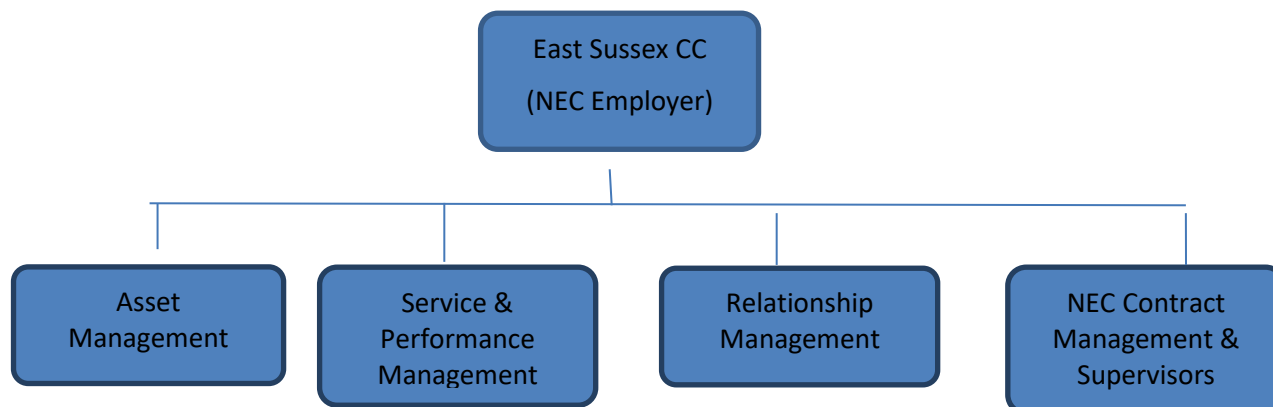 East Sussex CC
(NEC Employer)
Asset
Management
Service &
Performance
Management
Relationship
Management
NEC Contract
Management &
Supervisors